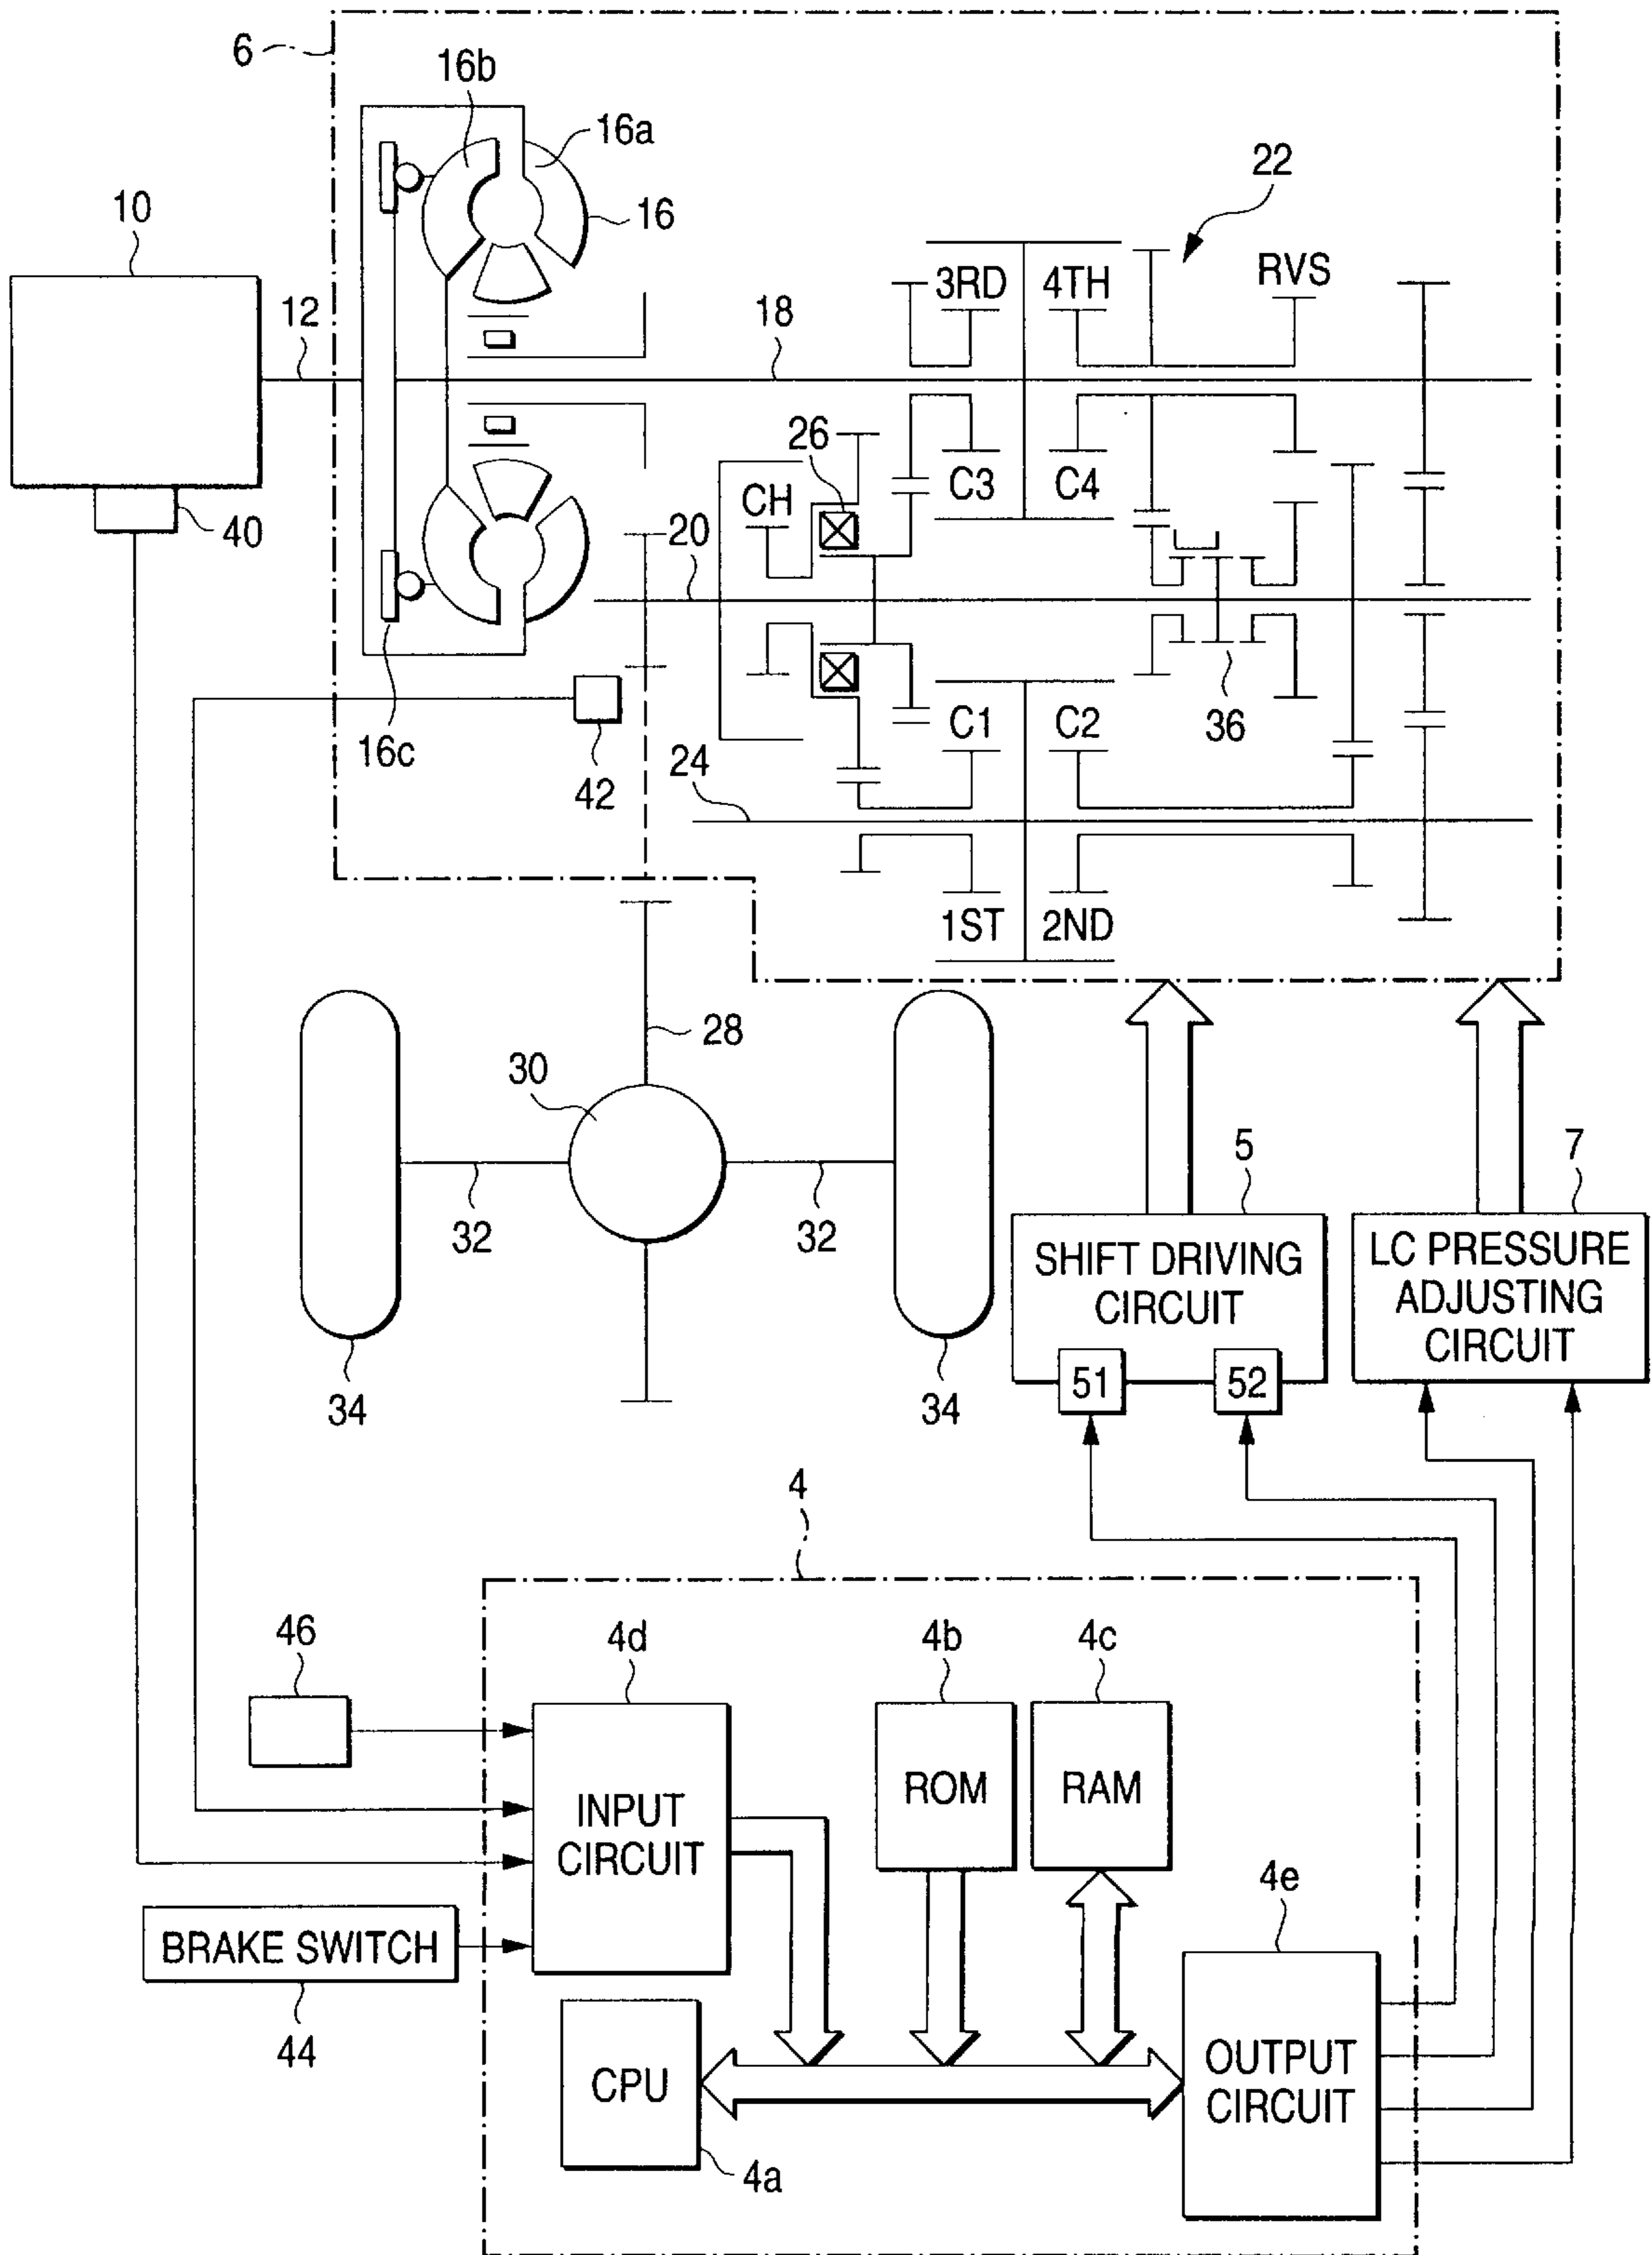 6
16b
16a
22
10
16
3RD
4TH
RVS
12
18
26
CH
C3
C4
40
20
C1
C2
36
16c
24
42
1ST
2ND
28
30
5
7
32
32
SHIFT DRIVING
CIRCUIT
LC PRESSURE
ADJUSTING
CIRCUIT
51
52
34
34
4
46
4d
4b
4c
INPUT
CIRCUIT
ROM
RAM
4e
BRAKE SWITCH
44
CPU
OUTPUT
CIRCUIT
4a